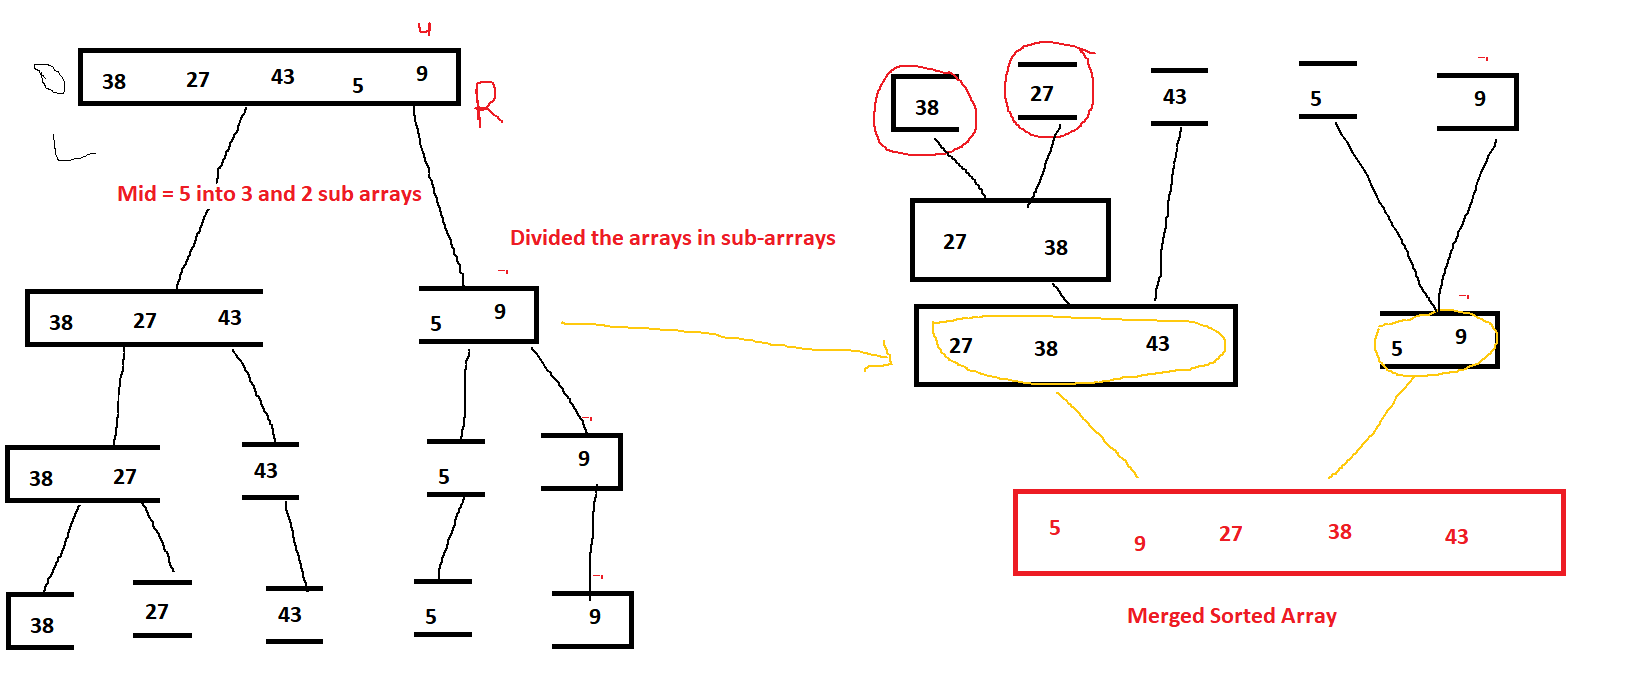 4
38 27 43 5 9
R
L
Mid = 5 into 3 and 2 sub arrays
Divided the arrays in sub-arrrays
38 27 43
5 9
38 27
43
5
9
38
27
43
5
9
38
27
43
5
9
27 38
27 38 43
5 9
5 9 27 38 43
Merged Sorted Array